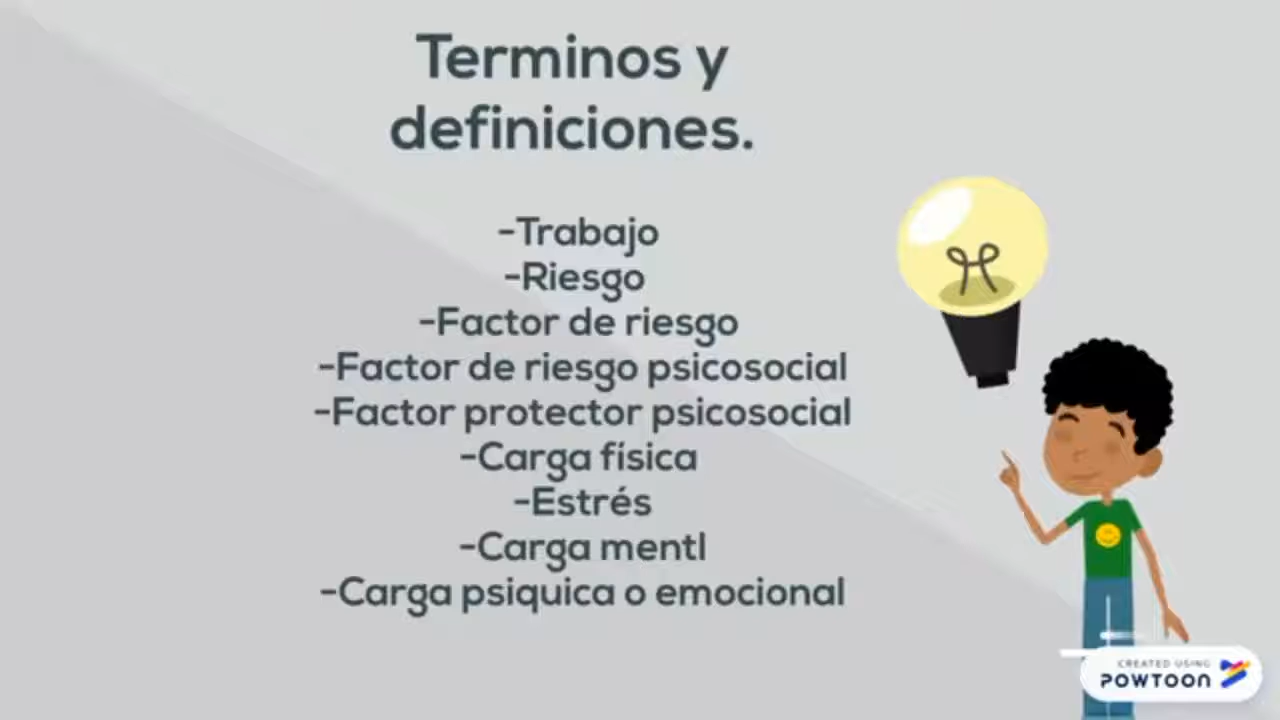 Terminos y
definiciones.
-Trabajo
-Riesgo
-Factor de riesgo
-Factor de riesgo psicosocial
-Factor protector psicosocial
-Carga física
-Estrés
-Carga mentl
-Carga psiquica o emocional
CREATED USING
POWTOON